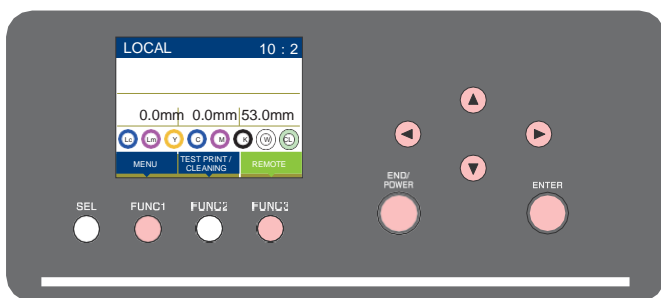 LOCAL 10 : 2
0.0mm 0.0mm 53.0mm
Lc Lm Y C M K W CL
MENU TEST PRINT / CLEANING REMOTE
END/
POWER
ENTER
SEL FUNC1 FUNC2 FUNC3